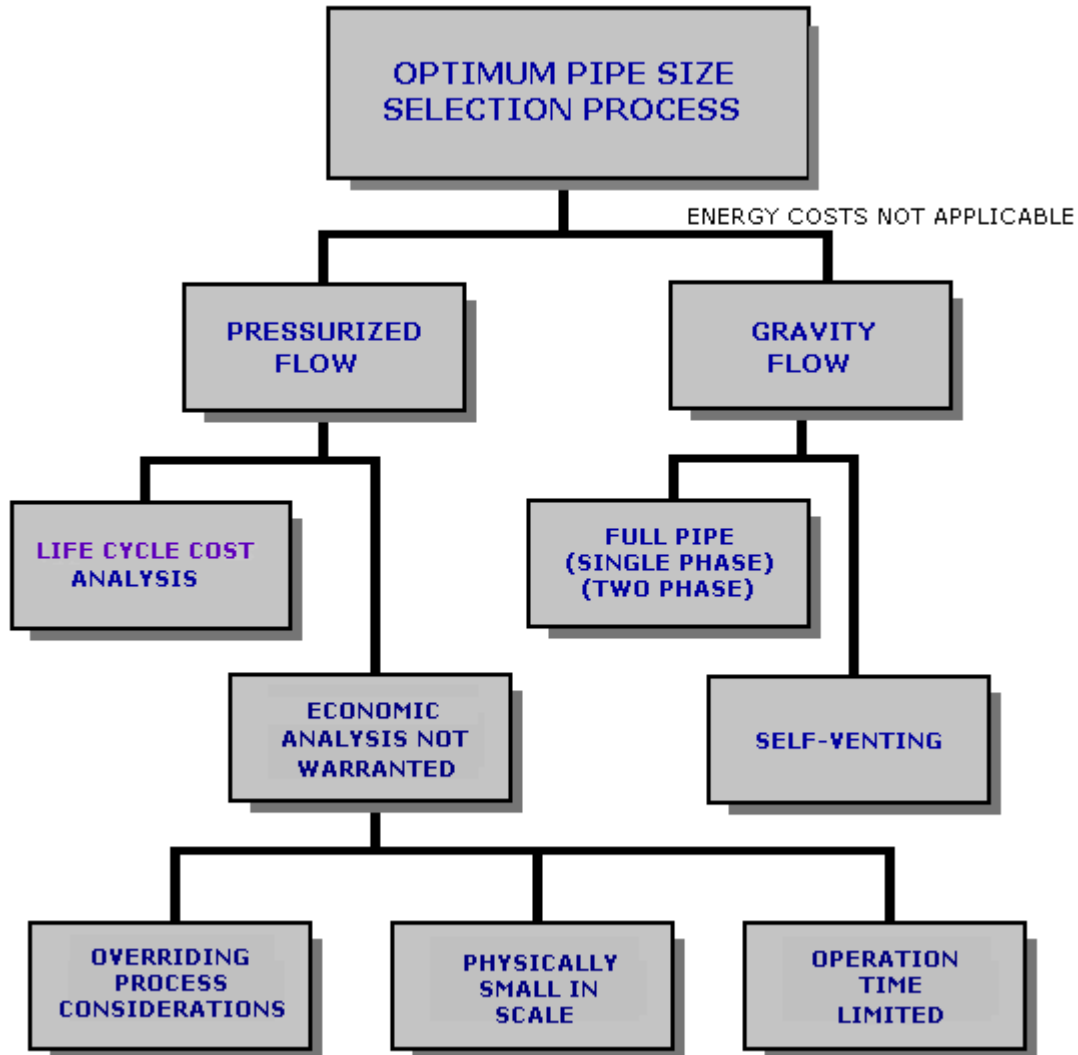 OPTIMUM PIPE SIZE
SELECTION PROCESS
ENERGY COSTS NOT APPLICABLE
PRESSURIZED
FLOW
GRAVITY
FLOW
LIFE CYCLE COST
ANALYSIS
FULL PIPE
(SINGLE PHASE)
(TWO PHASE)
ECONOMIC
ANALYSIS NOT
WARRANTED
SELF-VENTING
OVERRIDING
PROCESS
CONSIDERATIONS
PHYSICALLY
SMALL IN
SCALE
OPERATION
TIME
LIMITED